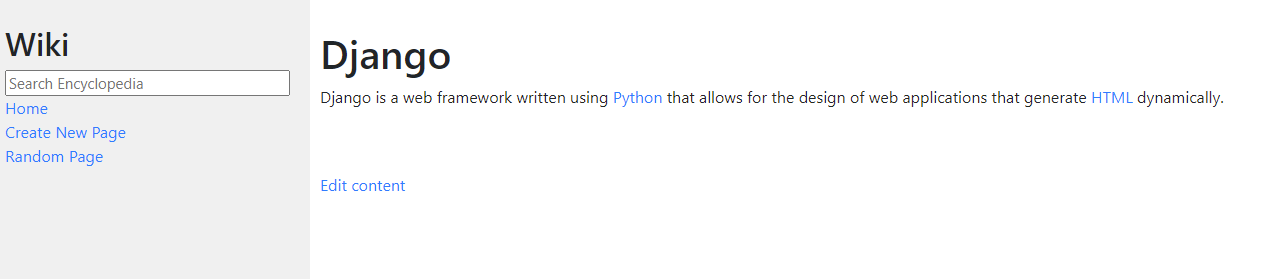 Wiki
Search Encyclopedia
Home
Create New Page
Random Page
Django
Django is a web framework written using Python that allows for the design of web applications that generate HTML dynamically.
Edit content